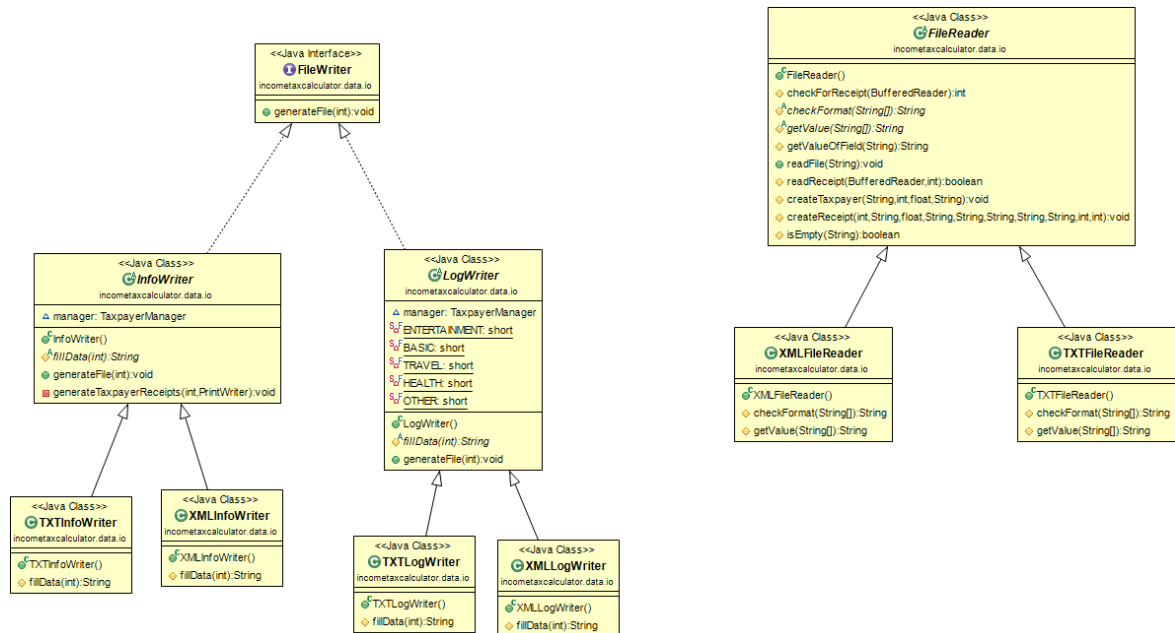 <<Java Interface>>
FileWriter
incometaxcalculator.data.io
generateFile(int):void
<<Java Class>>
InfoWriter
incometaxcalculator.data.io
manager: TaxpayerManager
InfoWriter()
fillData(int):String
generateFile(int):void
generateTaxpayerReceipts(int,PrintWriter):void
<<Java Class>>
LogWriter
incometaxcalculator.data.io
manager: TaxpayerManager
ENTERTAINMENT: short
BASIC: short
TRAVEL: short
HEALTH: short
OTHER: short
LogWriter()
fillData(int):String
generateFile(int):void
<<Java Class>>
TXTInfoWriter
incometaxcalculator.data.io
TXTInfoWriter()
fillData(int):String
<<Java Class>>
XMLInfoWriter
incometaxcalculator.data.io
XMLInfoWriter()
fillData(int):String
<<Java Class>>
TXTLogWriter
incometaxcalculator.data.io
TXTLogWriter()
fillData(int):String
<<Java Class>>
XMLLogWriter
incometaxcalculator.data.io
XMLLogWriter()
fillData(int):String
<<Java Class>>
FileReader
incometaxcalculator.data.io
FileReader()
checkForReceipt(BufferedReader):int
checkFormat(String[]):String
getValue(String[]):String
getValueOfField(String):String
readFile(String):void
readReceipt(BufferedReader,int):boolean
createTaxpayer(String,int,float,String):void
createReceipt(int,String,float,String,String,String,String,int,int):void
isEmpty(String):boolean
<<Java Class>>
XMLFileReader
incometaxcalculator.data.io
XMLFileReader()
checkFormat(String[]):String
getValue(String[]):String
<<Java Class>>
TXTFileReader
incometaxcalculator.data.io
TXTFileReader()
checkFormat(String[]):String
getValue(String[]):String